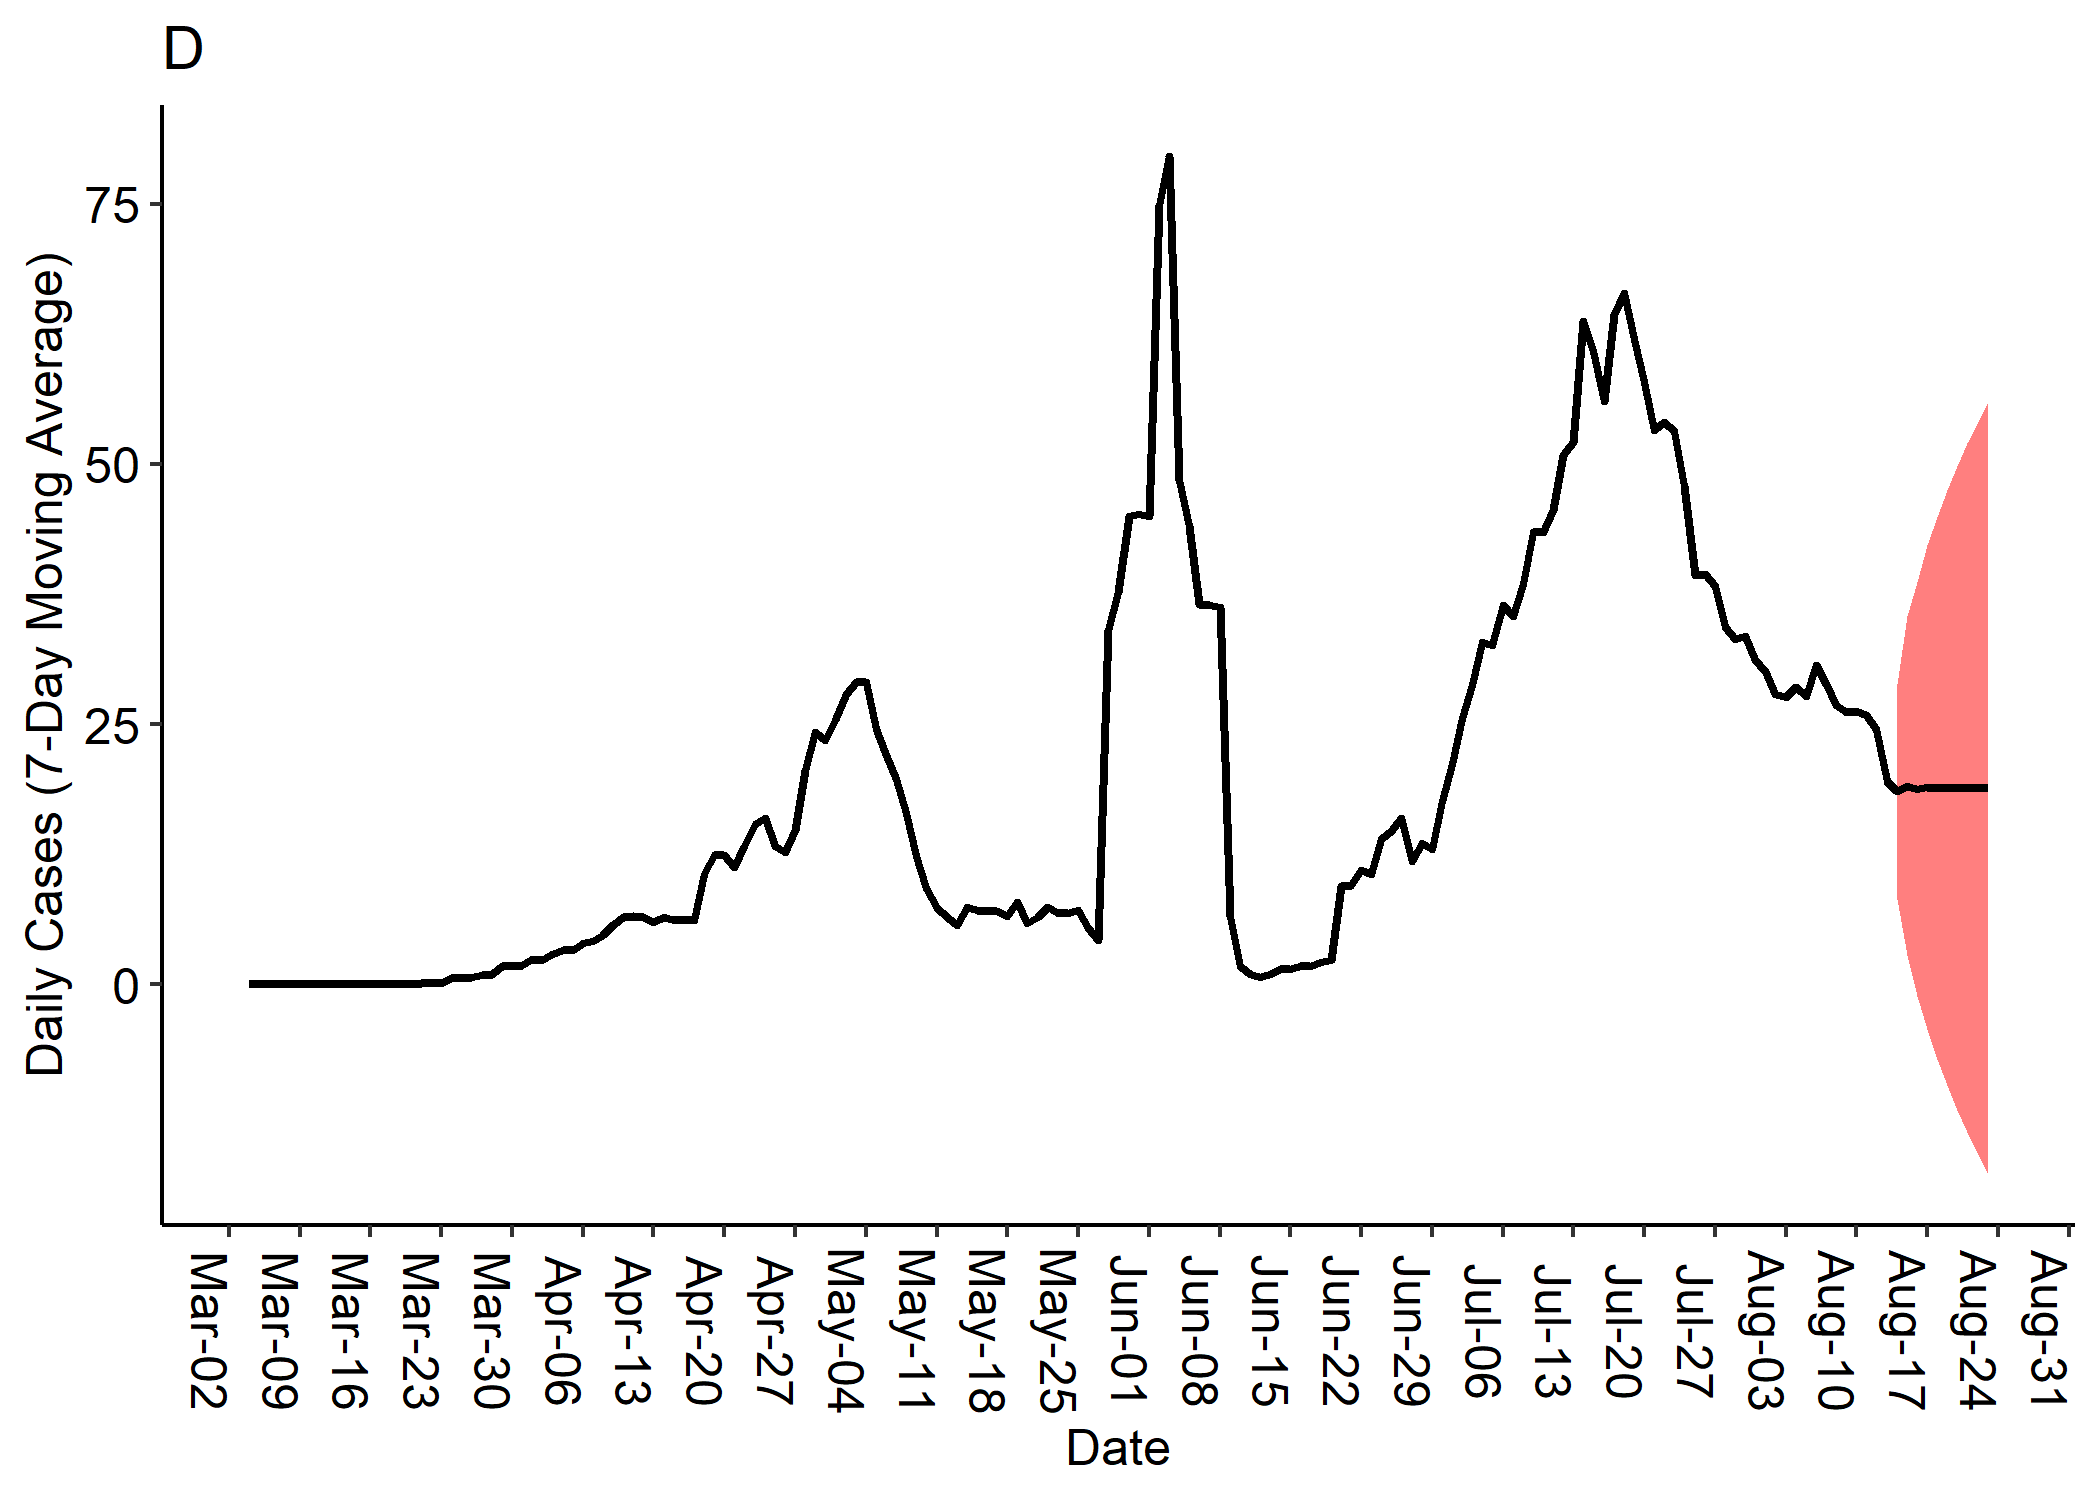 D
Daily Cases (7-Day Moving Average)
75
50
25
0
Mar-02
Mar-09
Mar-16
Mar-23
Mar-30
Apr-06
Apr-13
Apr-20
Apr-27
May-04
May-11
May-18
May-25
Jun-01
Jun-08
Jun-15
Jun-22
Jun-29
Jul-06
Jul-13
Jul-20
Jul-27
Aug-03
Aug-10
Aug-17
Aug-24
Aug-31
Date